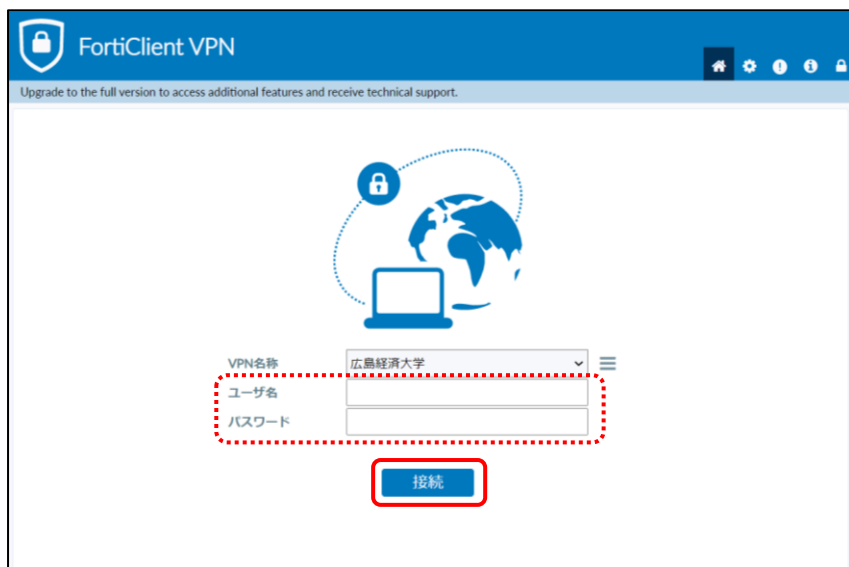 FortiClient VPN
Upgrade to the full version to access additional features and receive technical support.
VPN名称 広島経済大学
ユーザ名
パスワード
接続